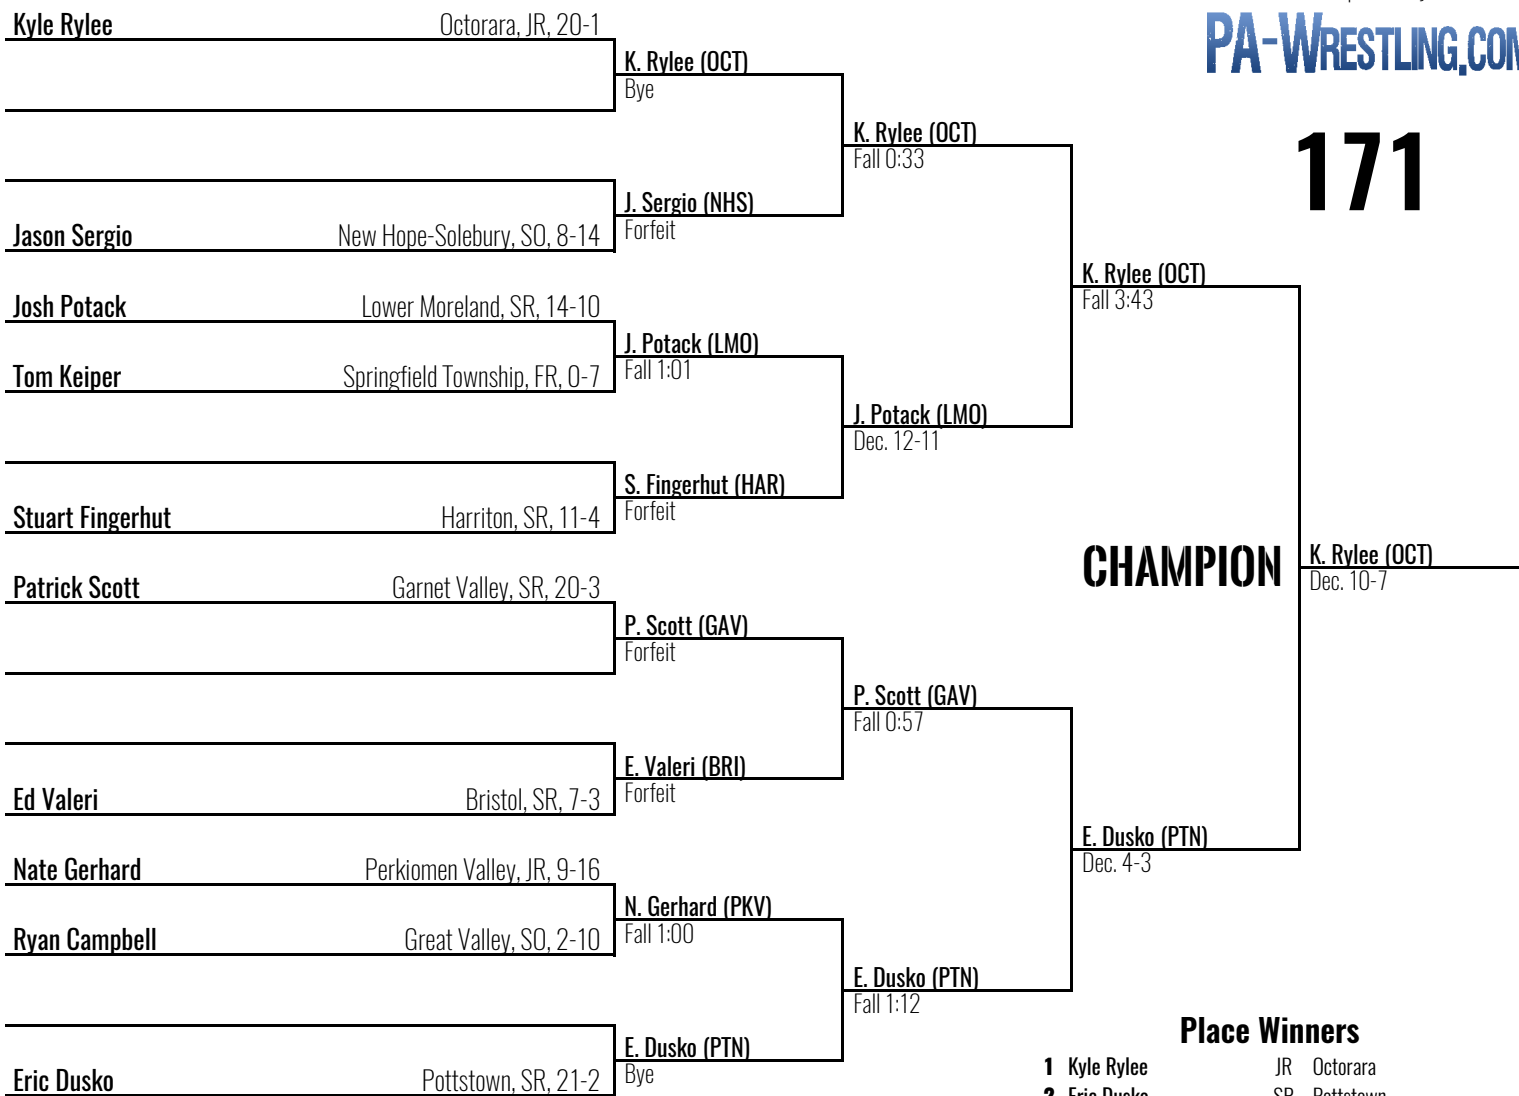 Kyle Rylee Octorara, JR, 20-1
K. Rylee (OCT)
Bye
PA-WRESTLING.COM
K. Rylee (OCT)
Fall 0:33
171
J. Sergio (NHS)
Forfeit
Jason Sergio New Hope-Solebury, SO, 8-14
K. Rylee (OCT)
Fall 3:43
Josh Potack Lower Moreland, SR, 14-10
J. Potack (LMO)
Fall 1:01
Tom Keiper Springfield Township, FR, 0-7
J. Potack (LMO)
Dec. 12-11
S. Fingerhut (HAR)
Forfeit
Stuart Fingerhut Harriton, SR, 11-4
CHAMPION
K. Rylee (OCT)
Dec. 10-7
Patrick Scott Garnet Valley, SR, 20-3
P. Scott (GAV)
Forfeit
P. Scott (GAV)
Fall 0:57
E. Valeri (BRI)
Forfeit
Ed Valeri Bristol, SR, 7-3
E. Dusko (PTN)
Dec. 4-3
Nate Gerhard Perkiomen Valley, JR, 9-16
N. Gerhard (PKV)
Fall 1:00
Ryan Campbell Great Valley, SO, 2-10
E. Dusko (PTN)
Fall 1:12
E. Dusko (PTN)
Bye
Eric Dusko Pottstown, SR, 21-2
Place Winners
1 Kyle Rylee JR Octorara
2 Eric Dusko SR Pottstown